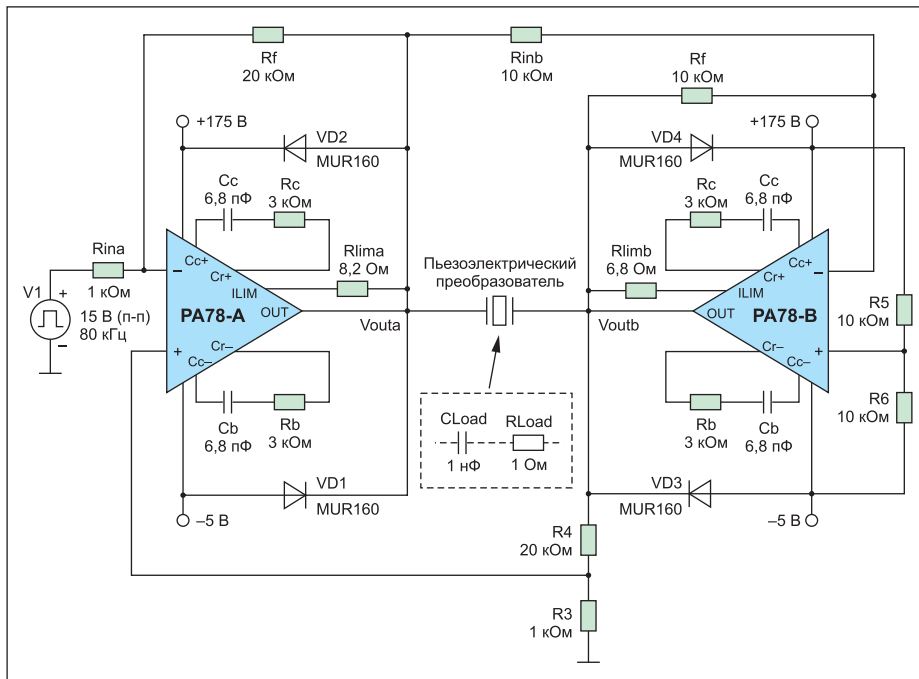 Rf
20 кОм
Rinb
10 кОм
Rf
10 кОм
+175 В
VD2
MUR160
VD4
MUR160
+175 В
Cc
6,8 пФ
Rc
3 кОм
Rc
3 кОм
Cc
6,8 пФ
Rina
1 кОм
Cc+
Cr+
ILIM
PA78-A
OUT
Cr–
Cc–
–
+
Rlima
8,2 Ом
Пьезоэлектрический
преобразователь
Rlimb
6,8 Ом
Cc+
Cr+
ILIM
OUT
PA78-B
Cr–
Cc–
–
+
V1
+
–
15 В (п-п)
80 кГц
Vouta
Voutb
R5
10 кОм
R6
10 кОм
Cb
6,8 пФ
Rb
3 кОм
CLoad
1 нФ
RLoad
1 Ом
Rb
3 кОм
Cb
6,8 пФ
VD1
MUR160
–5 В
VD3
MUR160
–5 В
R4
20 кОм
R3
1 кОм